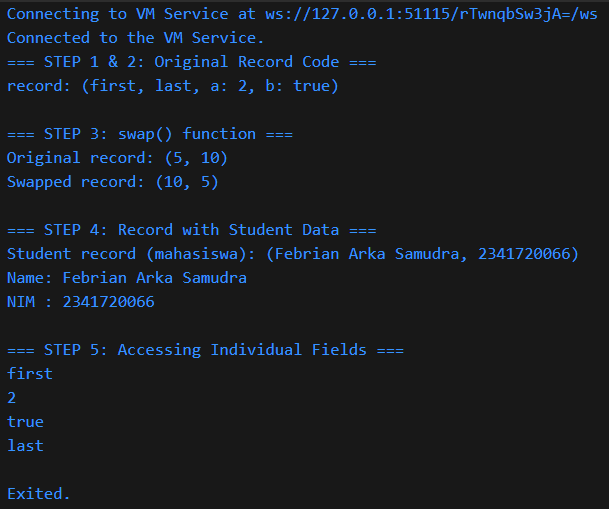 Connecting to VM Service at ws://127.0.0.1:51115/rTwnqbSw3jA=/ws
Connected to the VM Service.
=== STEP 1 & 2: Original Record Code ===
record: (first, last, a: 2, b: true)
=== STEP 3: swap() function ===
Original record: (5, 10)
Swapped record: (10, 5)
=== STEP 4: Record with Student Data ===
Student record (mahasiswa): (Febrian Arka Samudra, 2341720066)
Name: Febrian Arka Samudra
NIM : 2341720066
=== STEP 5: Accessing Individual Fields ===
first
2
true
last
Exited.